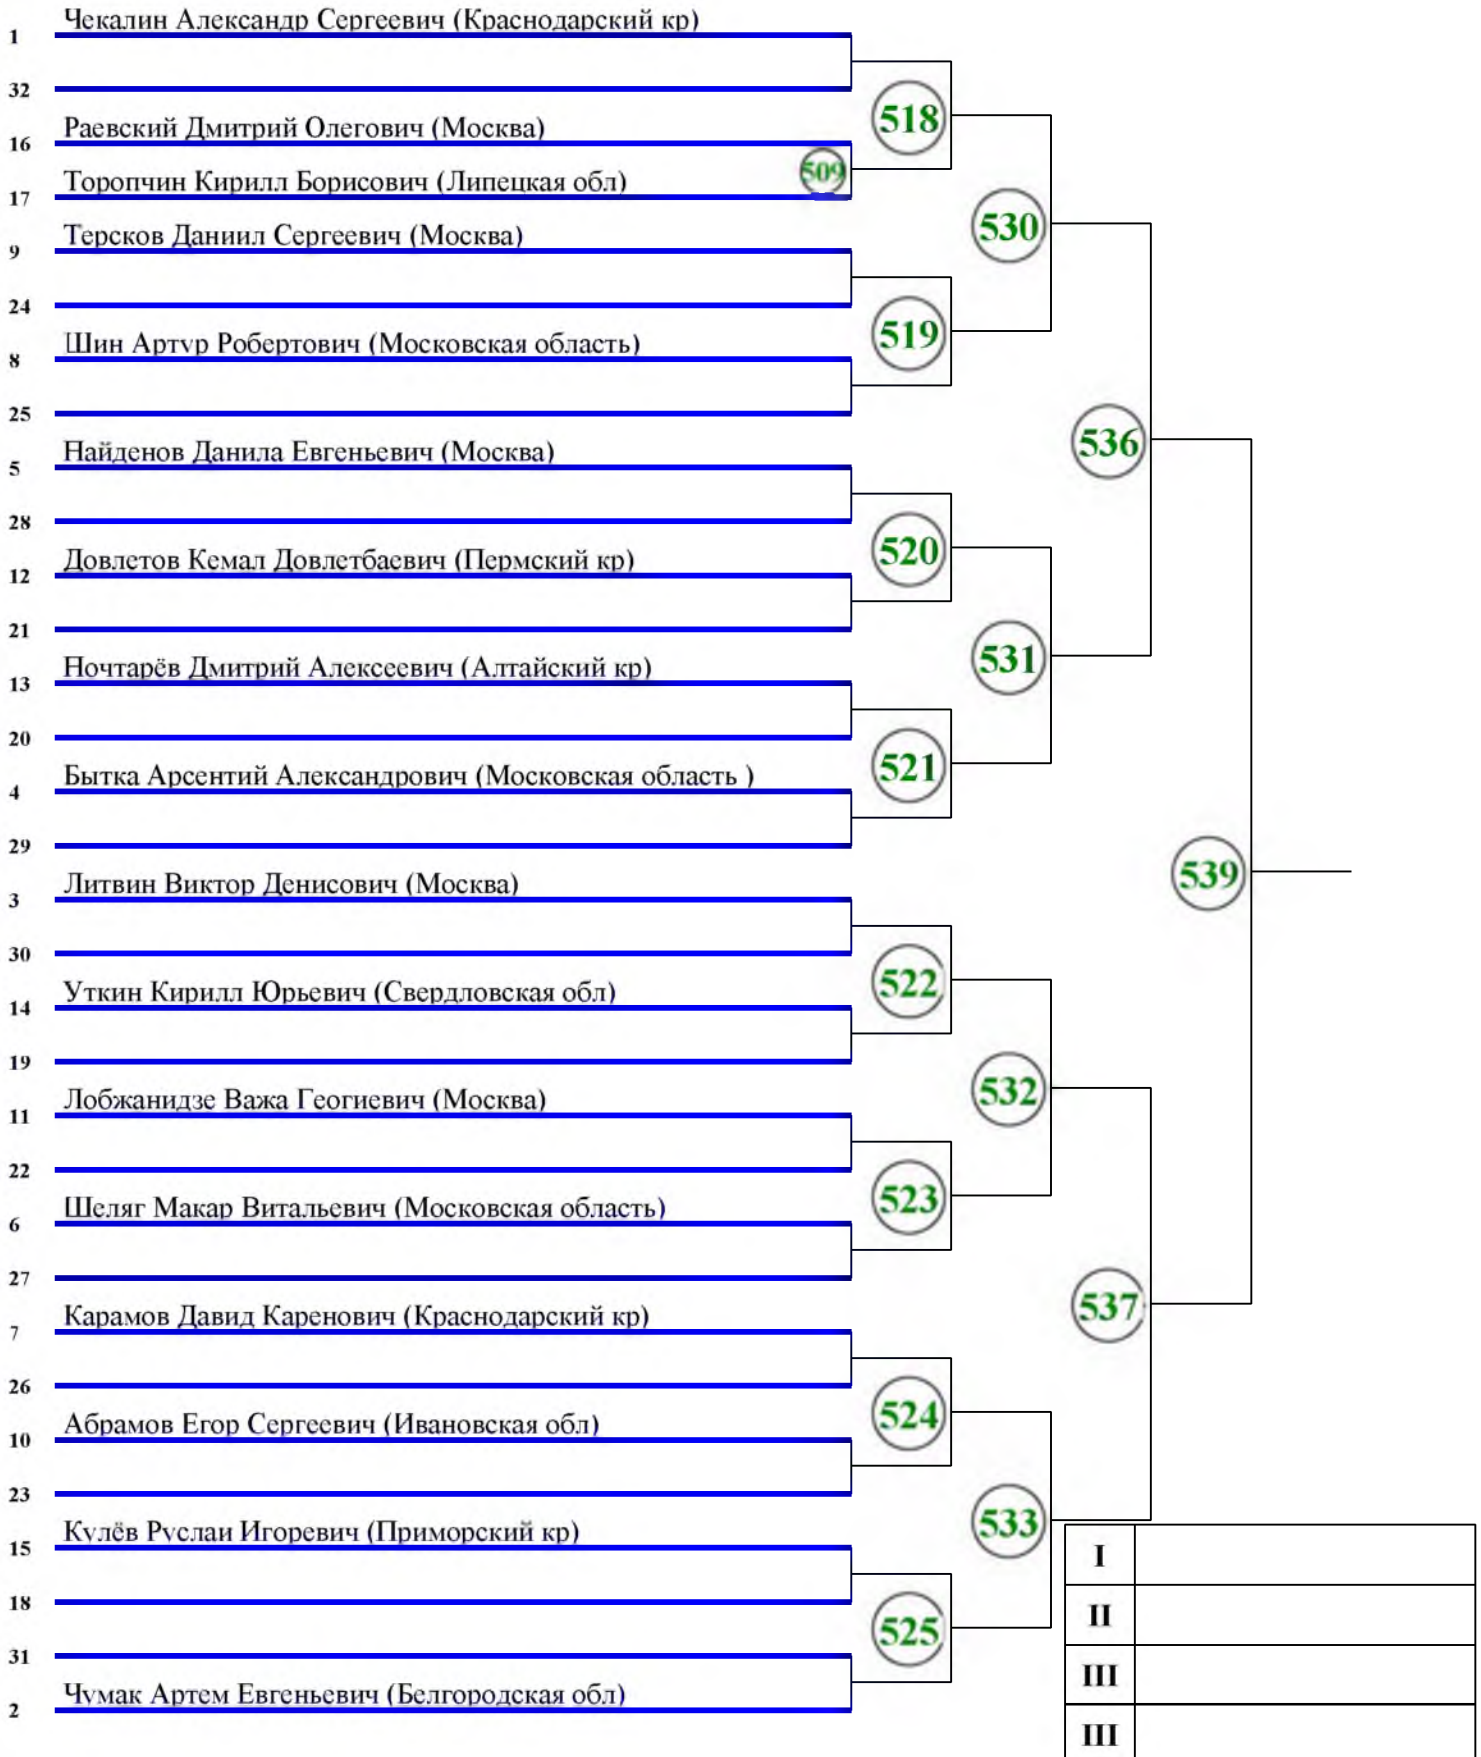 Чекалин Александр Сергеевич (Краснодарский кр)
1
32
518
Раевский Дмитрий Олегович (Москва)
16
509
Торопчин Кирилл Борисович (Липецкая обл)
17
530
Терсков Даниил Сергеевич (Москва)
9
24
519
Шин Артур Робертович (Московская область)
8
25
536
Найденов Данила Евгеньевич (Москва)
5
28
520
Довлетов Кемал Довлетбаевич (Пермский кр)
12
21
531
Почтарёв Дмитрий Алексеевич (Алтайский кр)
13
20
521
Бытка Арсентий Александрович (Московская область )
4
29
539
Литвин Виктор Денисович (Москва)
3
30
522
Уткин Кирилл Юрьевич (Свердловская обл)
14
19
532
Лобжанидзе Важа Геогиевич (Москва)
11
22
523
Шеляг Макар Витальевич (Московская область)
6
27
537
Карамов Давид Каренович (Краснодарский кр)
7
26
524
Абрамов Егор Сергеевич (Ивановская обл)
10
23
533
Кулёв Руслаи Игоревич (Приморский кр)
15
I
18
II
525
31
III
Чумак Артем Евгеньевич (Белгородская обл)
2
III